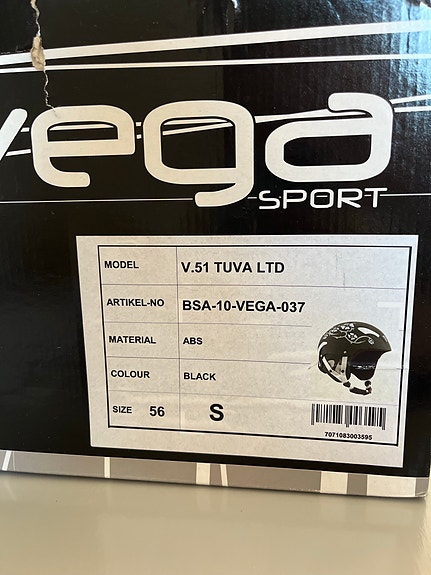 vega
SPORT
MODEL V.51 TUVA LTD
ARTIKEL-NO BSA-10-VEGA-037
MATERIAL ABS
COLOUR BLACK
SIZE 56 S
7071083003595